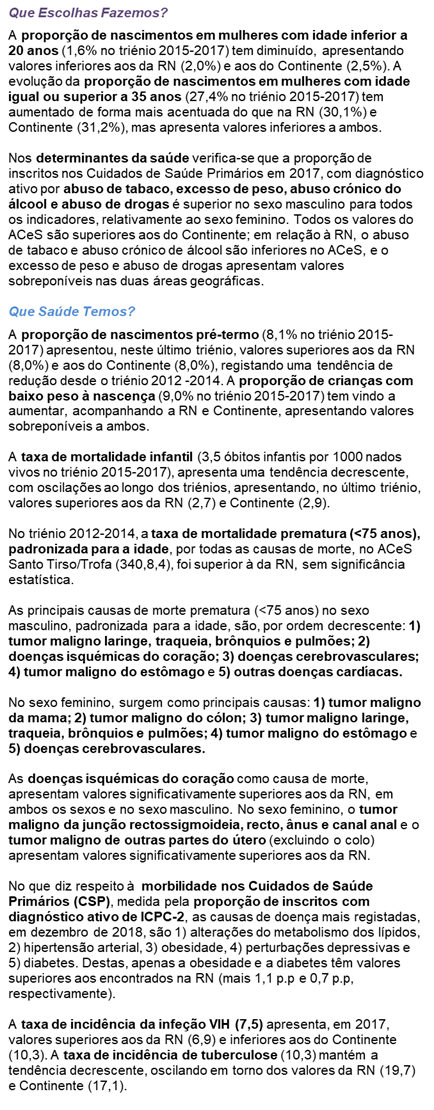 Que Escolhas Fazemos?
A proporção de nascimentos em mulheres com idade inferior a
20 anos (1,6% no triénio 2015-2017) tem diminuído, apresentando
valores inferiores aos da RN (2,0%) e aos do Continente (2,5%). A
evolução da proporção de nascimentos em mulheres com idade
igual ou superior a 35 anos (27,4% no triénio 2015-2017) tem
aumentado de forma mais acentuada do que na RN (30,1%) e
Continente (31,2%), mas apresenta valores inferiores a ambos.
Nos determinantes da saúde verifica-se que a proporção de
inscritos nos Cuidados de Saúde Primários em 2017, com diagnóstico
ativo por abuso de tabaco, excesso de peso, abuso crónico do
álcool e abuso de drogas é superior no sexo masculino para todos
os indicadores, relativamente ao sexo feminino. Todos os valores do
ACeS são superiores aos do Continente; em relação à RN, o abuso
de tabaco e abuso crónico de álcool são inferiores no ACeS, e o
excesso de peso e abuso de drogas apresentam valores
sobreponíveis nas duas áreas geográficas.
Que Saúde Temos?
A proporção de nascimentos pré-termo (8,1% no triénio 2015-
2017) apresentou, neste último triénio, valores superiores aos da RN
(8,0%) e aos do Continente (8,0%), registando uma tendência de
redução desde o triénio 2012 -2014. A proporção de crianças com
baixo peso à nascença (9,0% no triénio 2015-2017) tem vindo a
aumentar, acompanhando a RN e Continente, apresentando valores
sobreponíveis a ambos.
A taxa de mortalidade infantil (3,5 óbitos infantis por 1000 nados
vivos no triénio 2015-2017), apresenta uma tendência decrescente,
com oscilações ao longo dos triénios, apresentando, no último triénio,
valores superiores aos da RN (2,7) e Continente (2,9).
No triénio 2012-2014, a taxa de mortalidade prematura (<75 anos),
padronizada para a idade, por todas as causas de morte, no ACeS
Santo Tirso/Trofa (340,8,4), foi superior à da RN, sem significância
estatística.
As principais causas de morte prematura (<75 anos) no sexo
masculino, padronizada para a idade, são, por ordem decrescente: 1)
tumor maligno laringe, traqueia, brônquios e pulmões; 2)
doenças isquémicas do coração; 3) doenças cerebrovasculares;
4) tumor maligno do estômago e 5) outras doenças cardíacas.
No sexo feminino, surgem como principais causas: 1) tumor maligno
da mama; 2) tumor maligno do cólon; 3) tumor maligno laringe,
traqueia, brônquios e pulmões; 4) tumor maligno do estômago e
5) doenças cerebrovasculares.
As doenças isquémicas do coração como causa de morte,
apresentam valores significativamente superiores aos da RN, em
ambos os sexos e no sexo masculino. No sexo feminino, o tumor
maligno da junção rectossigmoideia, recto, ânus e canal anal e o
tumor maligno de outras partes do útero (excluindo o colo)
apresentam valores significativamente superiores aos da RN.
No que diz respeito à morbilidade nos Cuidados de Saúde
Primários (CSP), medida pela proporção de inscritos com
diagnóstico ativo de ICPC-2, as causas de doença mais registadas,
em dezembro de 2018, são 1) alterações do metabolismo dos lípidos,
2) hipertensão arterial, 3) obesidade, 4) perturbações depressivas e
5) diabetes. Destas, apenas a obesidade e a diabetes têm valores
superiores aos encontrados na RN (mais 1,1 p.p e 0,7 p.p,
respectivamente).
A taxa de incidência da infeção VIH (7,5) apresenta, em 2017,
valores superiores aos da RN (6,9) e inferiores aos do Continente
(10,3). A taxa de incidência de tuberculose (10,3) mantém a
tendência decrescente, oscilando em torno dos valores da RN (19,7)
e Continente (17,1).